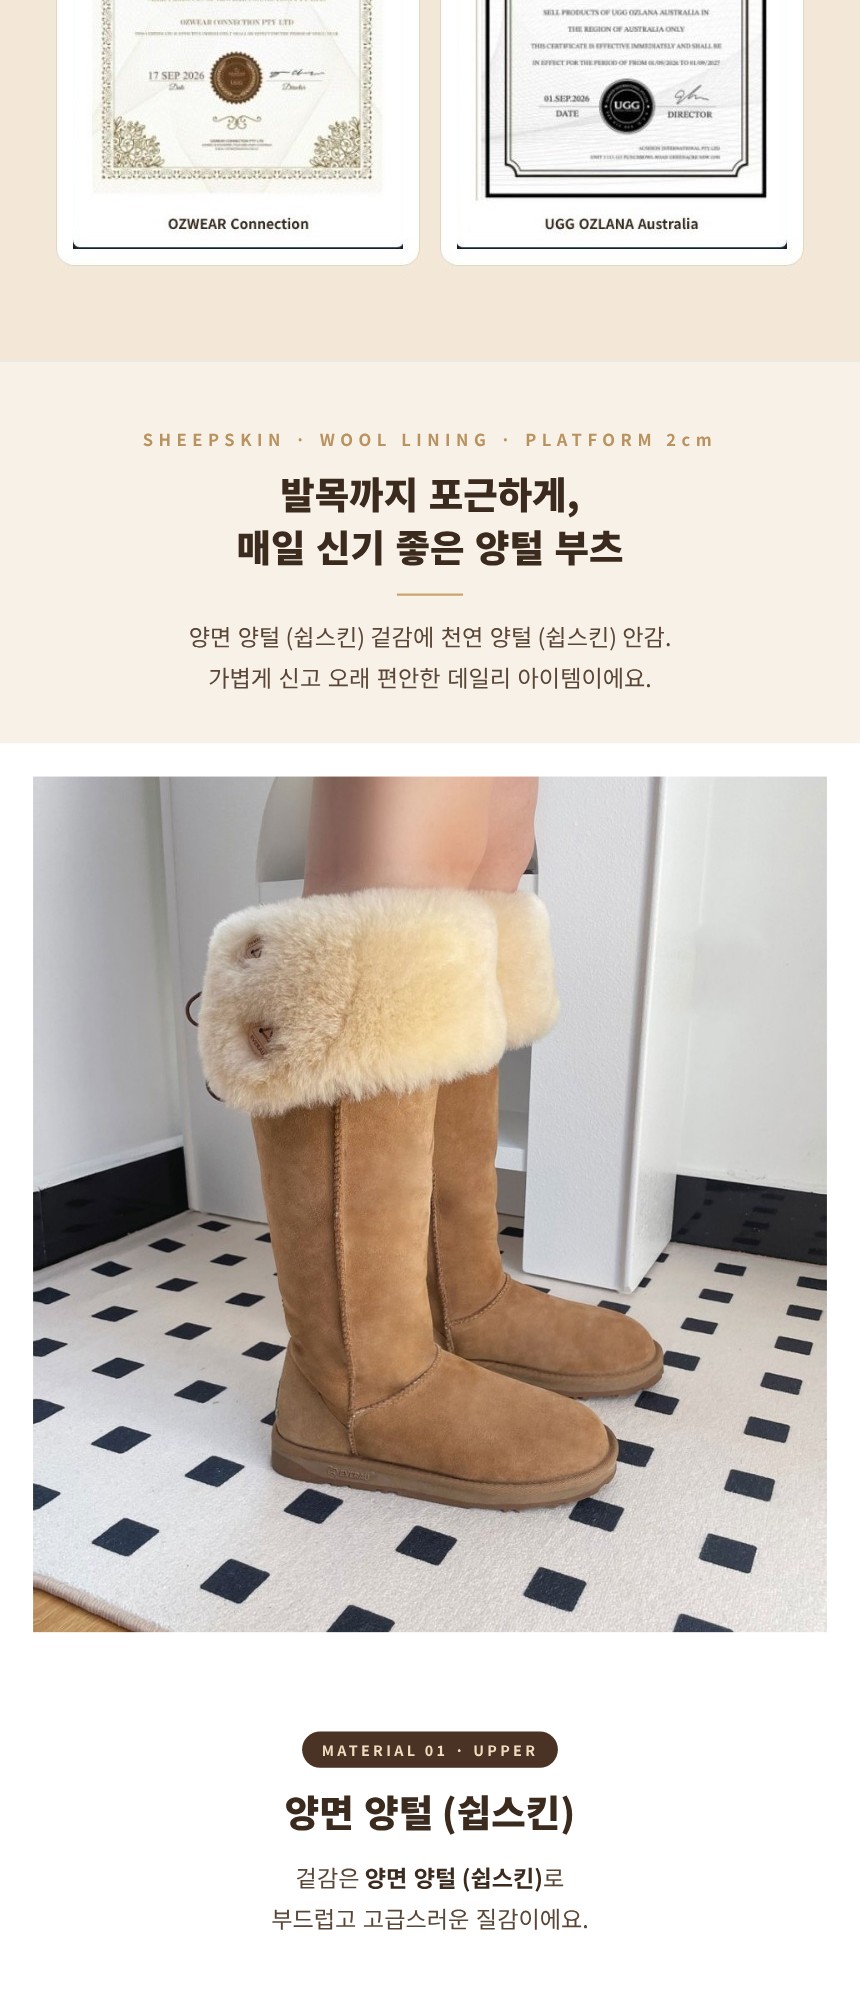 OZWEAR CONNECTION PTY LTD
17 SEP 2026
Date
Director
OZWEAR Connection
SELL PRODUCTS OF UGG OZLANA AUSTRALIA IN
THE REGION OF AUSTRALIA ONLY
THIS CERTIFICATE IS EFFECTIVE IMMEDIATELY AND SHALL BE
IN EFFECT FOR THE PERIOD OF FROM 01/09/2026 TO 01/09/2027
01.SEP.2026
UGG
DATE
DIRECTOR
UGG OZLANA Australia
SHEEPSKIN · WOOL LINING · PLATFORM 2cm
발목까지 포근하게,
매일 신기 좋은 양털 부츠
양면 양털 (쉽스킨) 겉감에 천연 양털 (쉽스킨) 안감.
가볍게 신고 오래 편안한 데일리 아이템이에요.
MATERIAL 01 · UPPER
양면 양털 (쉽스킨)
겉감은 양면 양털 (쉽스킨)로
부드럽고 고급스러운 질감이에요.